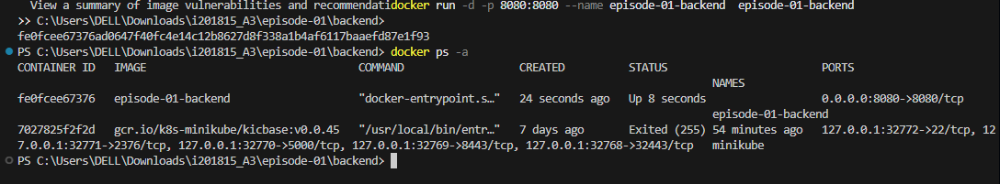 View a summary of image vulnerabilities and recommendatidocker run -d -p 8080:8080 --name episode-01-backend  episode-01-backend
>> C:\Users\DELL\Downloads\i201815_A3\episode-01\backend>
fe0fcee67376ad0647f40fc4e14c12b8627d8f338a1b4af6117baaefd87e1f93
PS C:\Users\DELL\Downloads\i201815_A3\episode-01\backend> docker ps -a
CONTAINER ID   IMAGE                                 COMMAND                  CREATED          STATUS                       PORTS
NAMES
fe0fcee67376   episode-01-backend                    "docker-entrypoint.s…"   24 seconds ago   Up 8 seconds                 0.0.0.0:8080->8080/tcp
episode-01-backend
7027825f2f2d   gcr.io/k8s-minikube/kicbase:v0.0.45   "/usr/local/bin/entr…"   7 days ago       Exited (255) 54 minutes ago   127.0.0.1:32772->22/tcp, 12
7.0.0.1:32771->2376/tcp, 127.0.0.1:32770->5000/tcp, 127.0.0.1:32769->8443/tcp, 127.0.0.1:32768->32443/tcp   minikube
PS C:\Users\DELL\Downloads\i201815_A3\episode-01\backend>